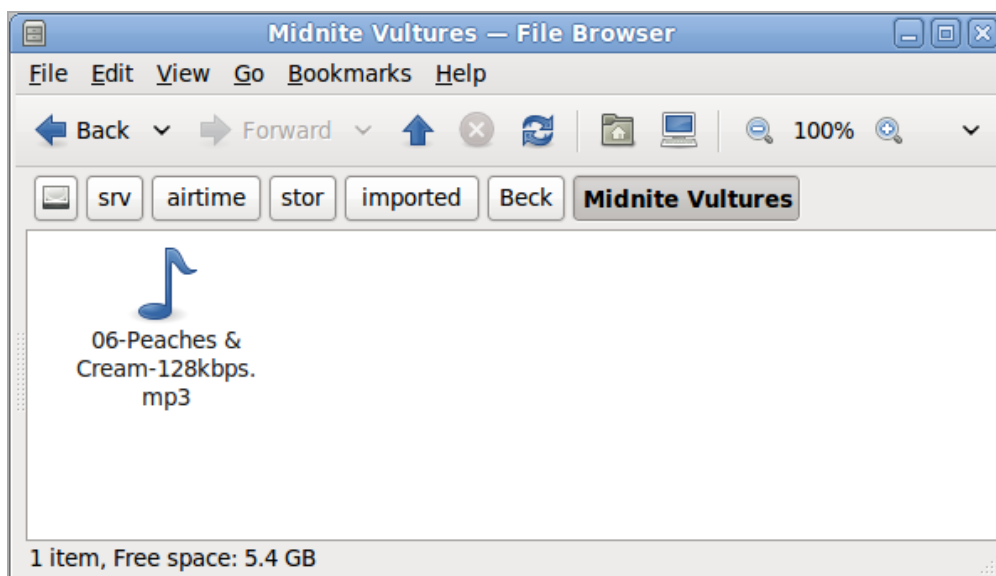 Midnite Vultures — File Browser
File Edit View Go Bookmarks Help
Back Forward 100%
srv airtime stor imported Beck Midnite Vultures
06-Peaches &
Cream-128kbps.
mp3
1 item, Free space: 5.4 GB